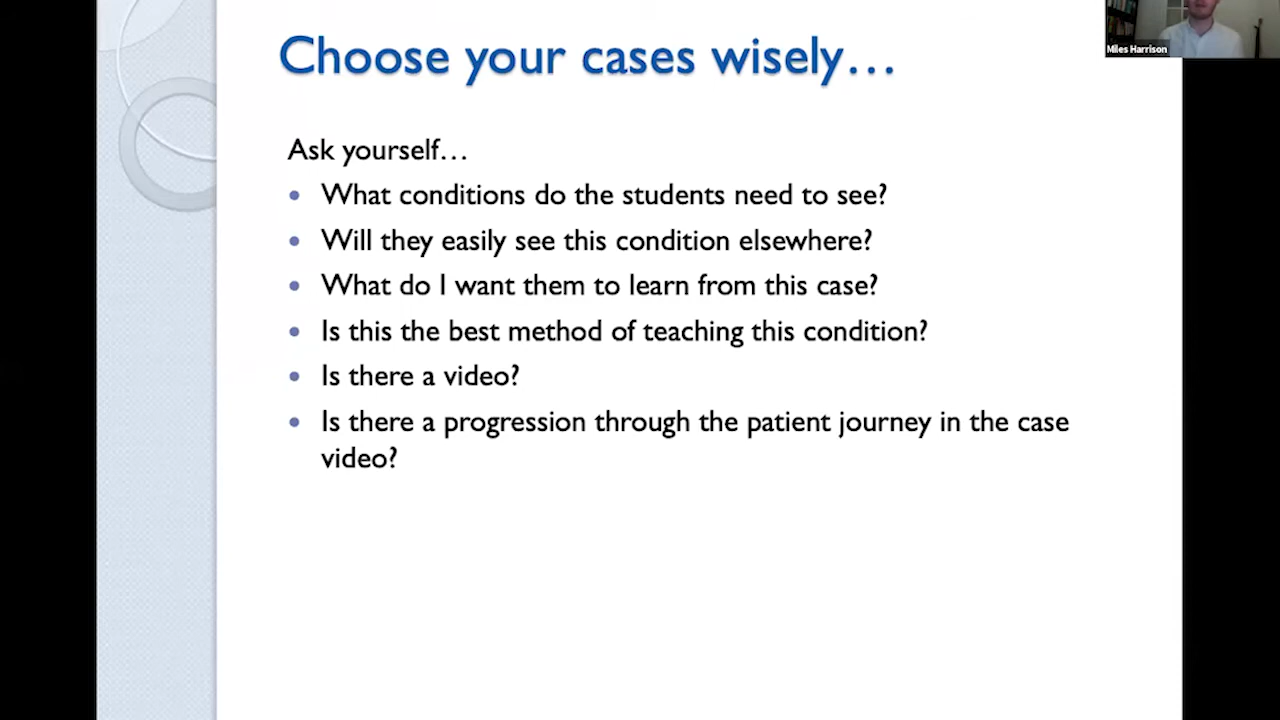 Choose your cases wisely…
Miles Harrison
Ask yourself…
• What conditions do the students need to see?
• Will they easily see this condition elsewhere?
• What do I want them to learn from this case?
• Is this the best method of teaching this condition?
• Is there a video?
• Is there a progression through the patient journey in the case
video?